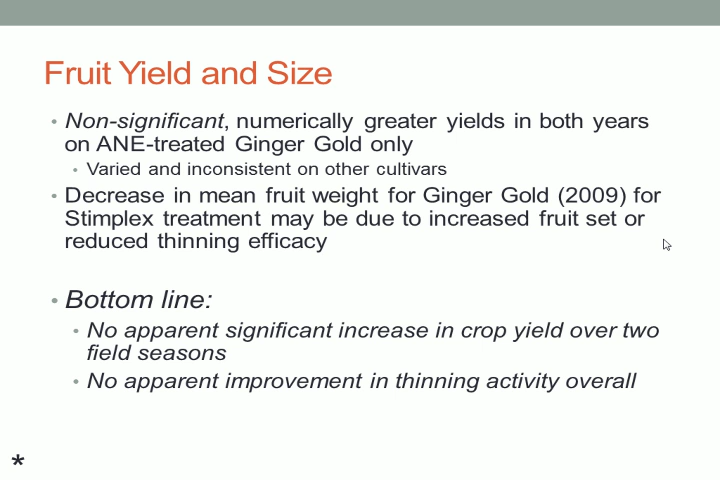 Fruit Yield and Size
• Non-significant, numerically greater yields in both years
on ANE-treated Ginger Gold only
• Varied and inconsistent on other cultivars
• Decrease in mean fruit weight for Ginger Gold (2009) for
Stimplex treatment may be due to increased fruit set or
reduced thinning efficacy
• Bottom line:
• No apparent significant increase in crop yield over two
field seasons
• No apparent improvement in thinning activity overall
*